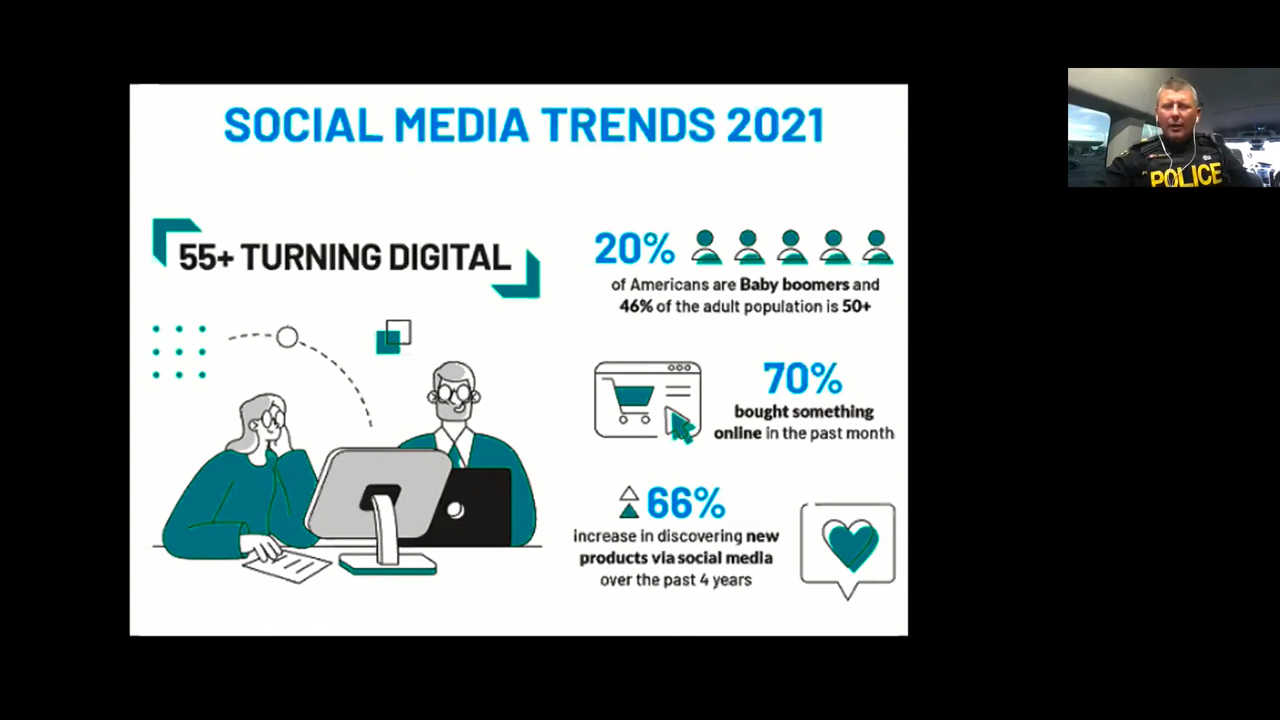 SOCIAL MEDIA TRENDS 2021
55+ TURNING DIGITAL
20%
of Americans are Baby boomers and
46% of the adult population is 50+
70%
bought something
online in the past month
66%
increase in discovering new
products via social media
over the past 4 years
POLICE